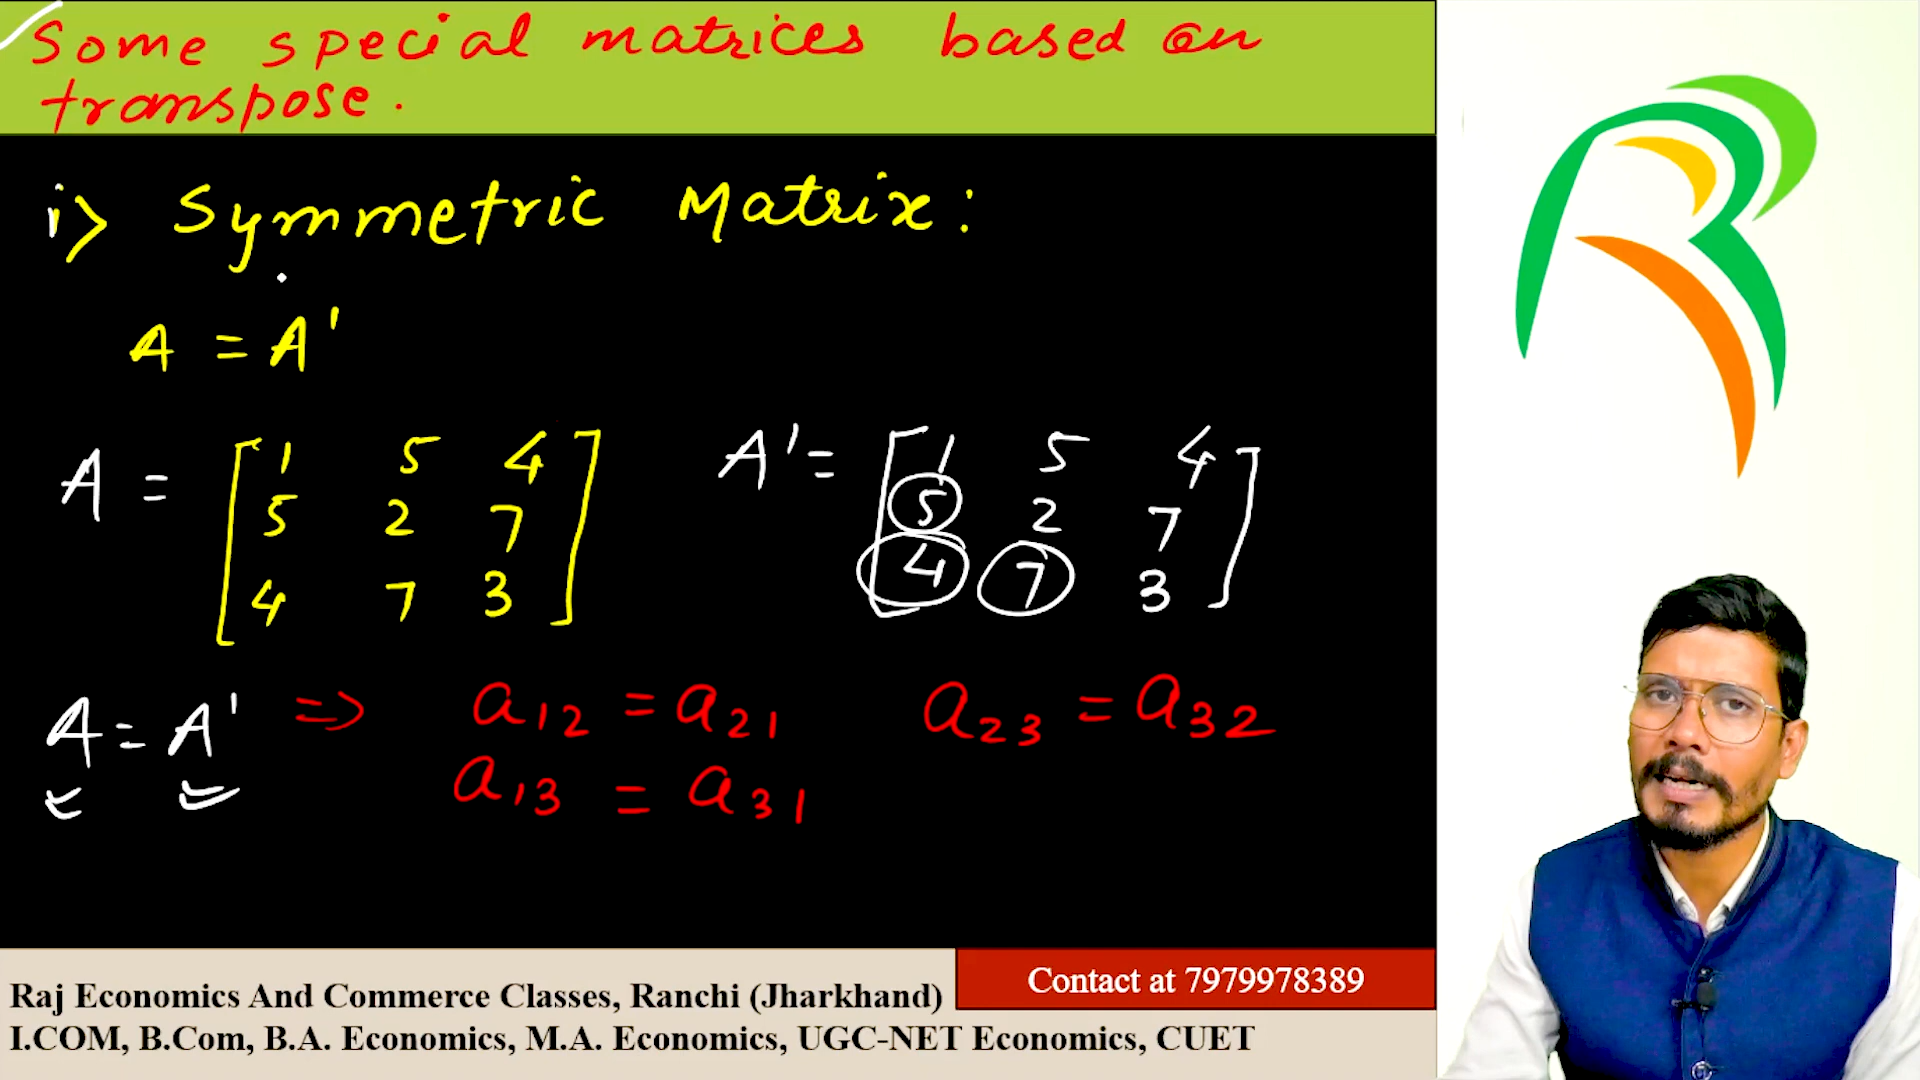 Some special matrices based on
transpose.
i> Symmetric Matrix:
A = A'
A = [1 5 4
5 2 7
4 7 3]
A' = [1 5 4
5 2 7
4 7 3]
A = A' => a12 = a21 a23 = a32
a13 = a31
Contact at 7979978389
Raj Economics And Commerce Classes, Ranchi (Jharkhand)
I.COM, B.Com, B.A. Economics, M.A. Economics, UGC-NET Economics, CUET